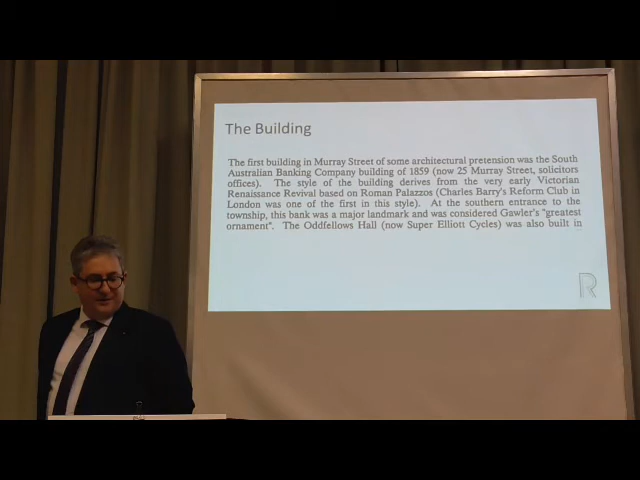 The Building
The first building in Murray Street of some architectural pretension was the South
Australian Banking Company building of 1859 (now 25 Murray Street, solicitors
offices). The style of the building derives from the very early Victorian
Renaissance Revival based on Roman Palazzos (Charles Barry's Reform Club in
London was one of the first in this style). At the southern entrance to the
township, this bank was a major landmark and was considered Gawler's "greatest
ornament". The Oddfellows Hall (now Super Elliott Cycles) was also built in
R